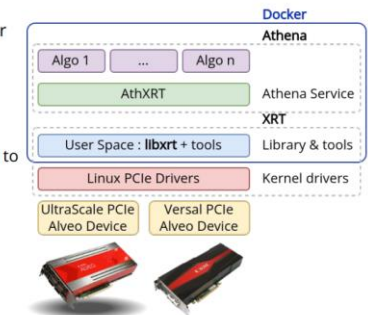 Docker
r
Athena
Algo 1 ... Algo n
AthXRT Athena Service
XRT
User Space : libxrt + tools Library & tools
to
Linux PCIe Drivers Kernel drivers
UltraScale PCIe Versal PCIe
Alveo Device Alveo Device